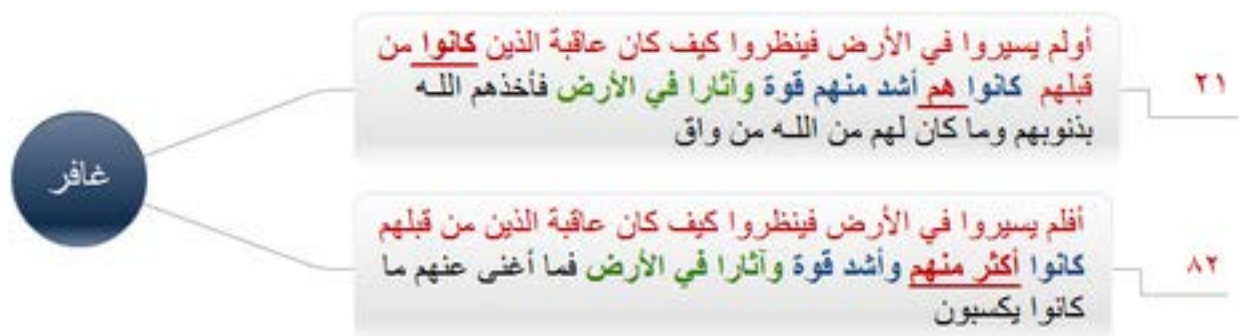 أولم يسيروا في الأرض فينظروا كيف كان عاقبة الذين كانوا من
قبلهم كانوا هم أشد منهم قوة وآثارا في الأرض فأخذهم اللـه
بذنوبهم وما كان لهم من اللـه من واق
٢١
غافر
أفلم يسيروا في الأرض فينظروا كيف كان عاقبة الذين من قبلهم
كانوا أكثر منهم وأشد قوة وآثارا في الأرض فما أغنى عنهم ما
كانوا يكسبون
٨٢